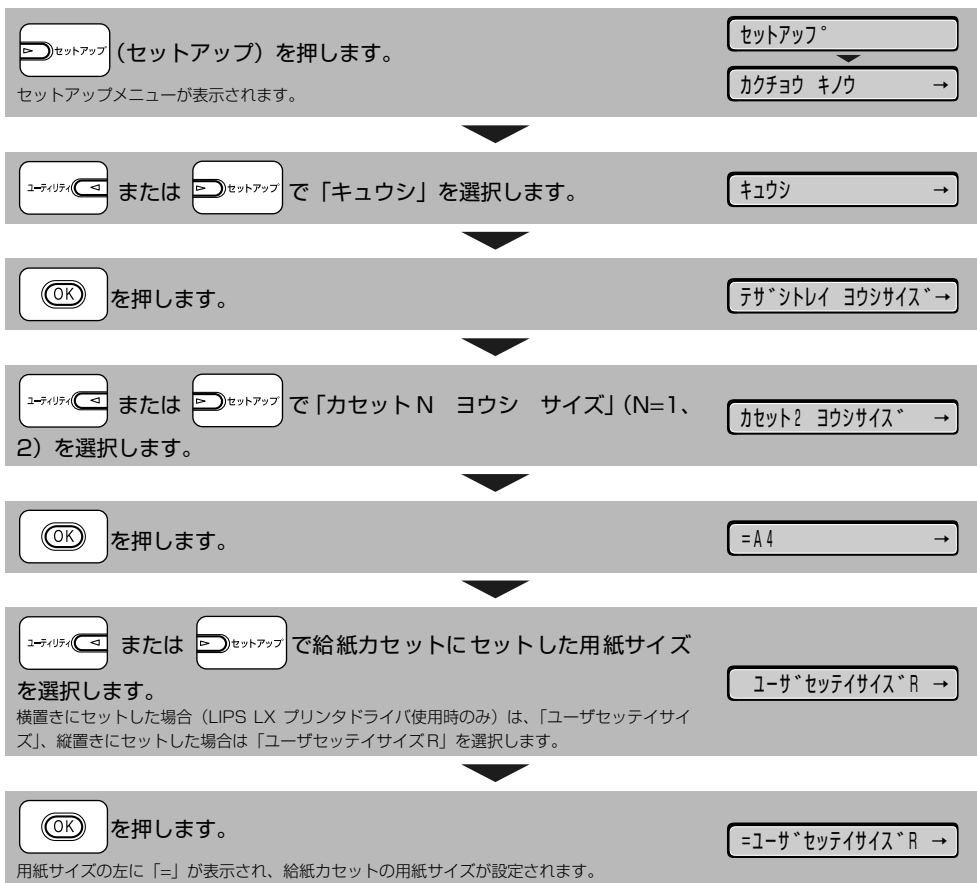 セットアップ (セットアップ) を押します。
セットアップメニューが表示されます。
セットアップ
カクチョウ キノウ →
ユーティリティ または セットアップ で「キュウシ」を選択します。
キュウシ →
OK を押します。
テザシトレイ ヨウシサイズ→
ユーティリティ または セットアップ で「カセットN ヨウシ サイズ」(N=1、
2) を選択します。
カセット2 ヨウシサイズ →
OK を押します。
=A4 →
ユーティリティ または セットアップ で給紙カセットにセットした用紙サイズ
を選択します。
横置きにセットした場合(LIPS LX プリンタドライバ使用時のみ)は、「ユーザセッテイサイ
ズ」、縦置きにセットした場合は「ユーザセッテイサイズR」を選択します。
ユーザセッテイサイズR →
OK を押します。
用紙サイズの左に「=」が表示され、給紙カセットの用紙サイズが設定されます。
=ユーザセッテイサイズR →